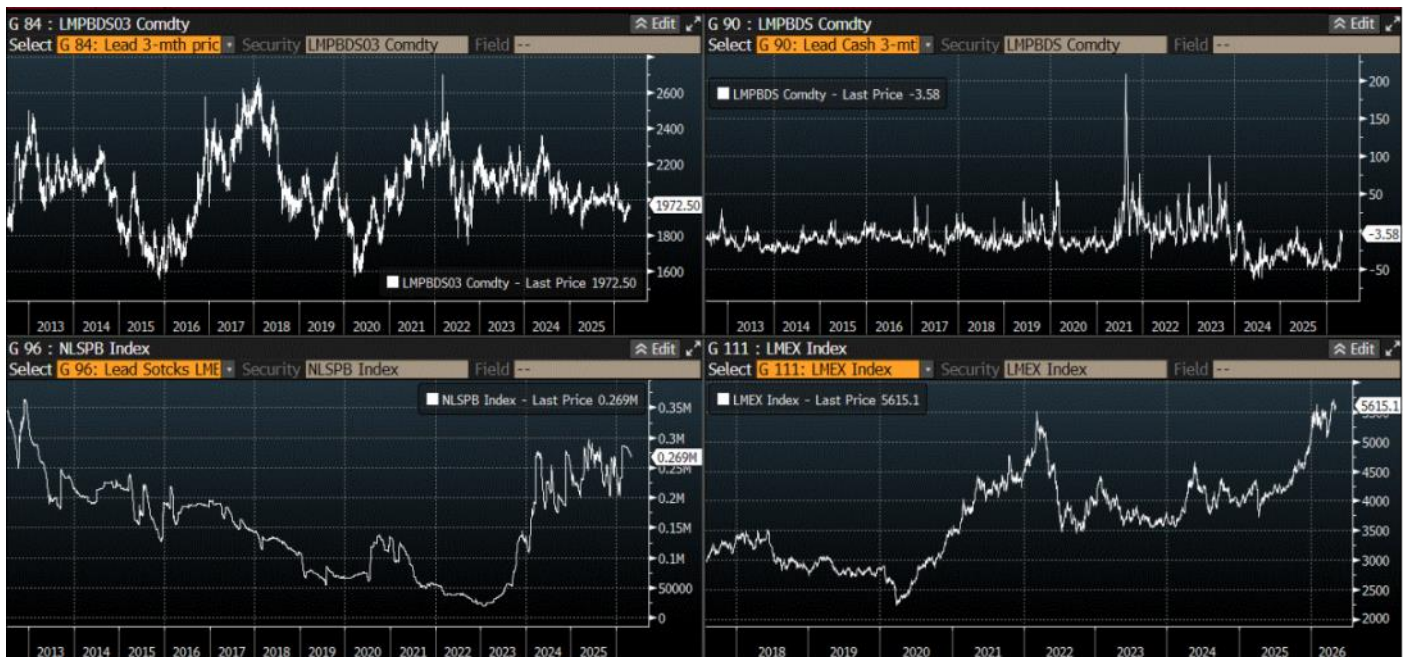 G 84 : LMPBDS03 Comdty
Edit
Select G 84: Lead 3-mth pric Security LMPBDS03 Comdty Field --
2600
2400
2200
1972.50
1800
1600
LMPBDS03 Comdty - Last Price 1972.50
2013 2014 2015 2016 2017 2018 2019 2020 2021 2022 2023 2024 2025
G 90 : LMPBDS Comdty
Edit
Select G 90: Lead Cash 3-mt Security LMPBDS Comdty Field --
LMPBDS Comdty - Last Price -3.58
200
150
100
50
-3.58
-50
2013 2014 2015 2016 2017 2018 2019 2020 2021 2022 2023 2024 2025
G 96 : NLSPB Index
Edit
Select G 96: Lead Sotcks LME Security NLSPB Index Field --
NLSPB Index - Last Price 0.269M
0.35M
0.3M
0.269M
0.25M
0.2M
0.15M
0.1M
50000
0
2013 2014 2015 2016 2017 2018 2019 2020 2021 2022 2023 2024 2025
G 111 : LMEX Index
Edit
Select G 111: LMEX Index Security LMEX Index Field --
LMEX Index - Last Price 5615.1
5615.1
5500
5000
4500
4000
3500
3000
2500
2000
2018 2019 2020 2021 2022 2023 2024 2025 2026